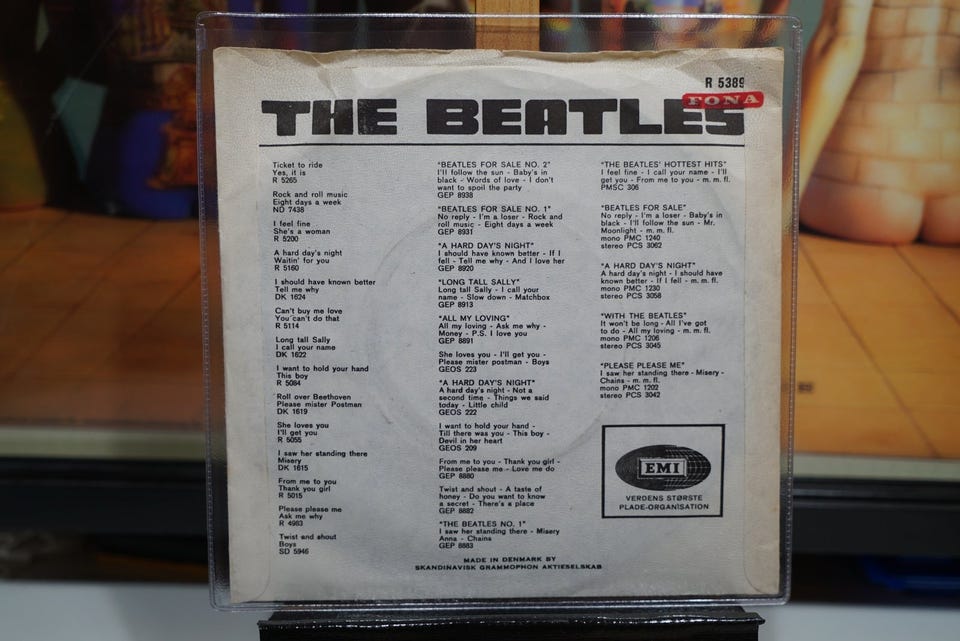 R 5389
FONA
THE BEATLES
Ticket to ride
Yes, it is
R 5265
Rock and roll music
Eight days a week
ND 7438
I feel fine
She's a woman
R 5200
A hard day's night
Waitin' for you
R 5160
I should have known better
Tell me why
DK 1624
Can't buy me love
You can't do that
R 5114
Long tall Sally
I call your name
DK 1622
I want to hold your hand
This boy
R 5084
Roll over Beethoven
Please mister Postman
DK 1619
She loves you
I'll get you
R 5055
I saw her standing there
Misery
DK 1615
From me to you
Thank you girl
R 5015
Please please me
Ask me why
R 4983
Twist and shout
Boys
SD 5946
"BEATLES FOR SALE NO. 2"
I'll follow the sun - Baby's in
black - Words of love - I don't
want to spoil the party
GEP 8938
"BEATLES FOR SALE NO. 1"
No reply - I'm a loser - Rock and
roll music - Eight days a week
GEP 8931
"A HARD DAY'S NIGHT"
I should have known better - If I
fell - Tell me why - And I love her
GEP 8920
"LONG TALL SALLY"
Long tall Sally - I call your
name - Slow down - Matchbox
GEP 8913
"ALL MY LOVING"
All my loving - Ask me why -
Money - P.S. I love you
GEP 8891
She loves you - I'll get you -
Please mister postman - Boys
GEOS 223
"A HARD DAY'S NIGHT"
A hard day's night - Not a
second time - Things we said
today - Little child
GEOS 222
I want to hold your hand -
Till there was you - This boy -
Devil in her heart
GEOS 209
From me to you - Thank you girl -
Please please me - Love me do
GEP 8880
Twist and shout - A taste of
honey - Do you want to know
a secret - There's a place
GEP 8882
"THE BEATLES NO. 1"
I saw her standing there - Misery
Anna - Chains
GEP 8883
"THE BEATLES' HOTTEST HITS"
I feel fine - I call your name - I'll
get you - From me to you - m. m. fl.
PMSC 306
"BEATLES FOR SALE"
No reply - I'm a loser - Baby's in
black - I'll follow the sun - Mr.
Moonlight - m. m. fl.
mono PMC 1240
stereo PCS 3062
"A HARD DAY'S NIGHT"
A hard day's night - I should have
known better - If I fell - m. m. fl.
mono PMC 1230
stereo PCS 3058
"WITH THE BEATLES"
It won't be long - All I've got
to do - All my loving - m. m. fl.
mono PMC 1206
stereo PCS 3045
"PLEASE PLEASE ME"
I saw her standing there - Misery -
Chains - m. m. fl.
mono PMC 1202
stereo PCS 3042
EMI
VERDENS STØRSTE
PLADE-ORGANISATION
MADE IN DENMARK BY
SKANDINAVISK GRAMMOPHON AKTIESELSKAB